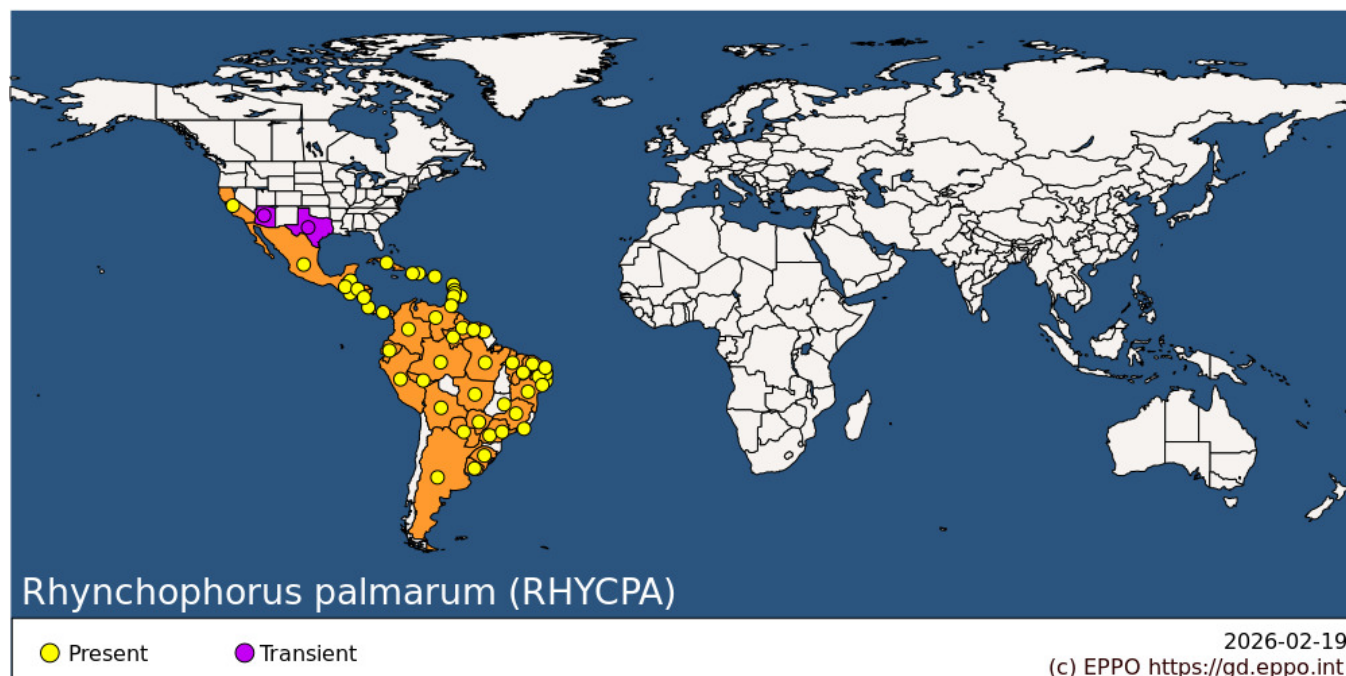 Rhynchophorus palmarum (RHYCPA)
Present
Transient
2026-02-19
(c) EPPO https://gd.eppo.int